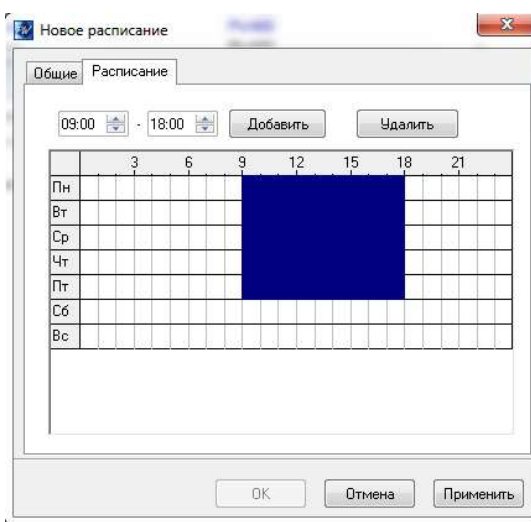 Новое расписание
Общие Расписание
09:00 - 18:00 Добавить Удалить
3 6 9 12 15 18 21
Пн
Вт
Ср
Чт
Пт
Сб
Вс
OK Отмена Применить